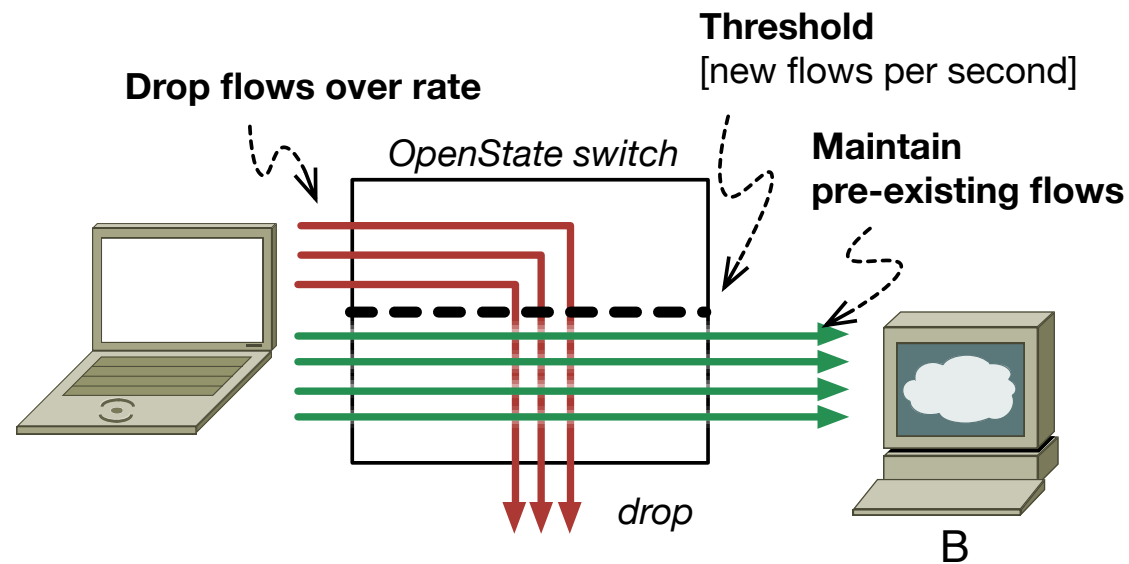 Threshold
[new flows per second]
Drop flows over rate
OpenState switch
Maintain
pre-existing flows
drop
B